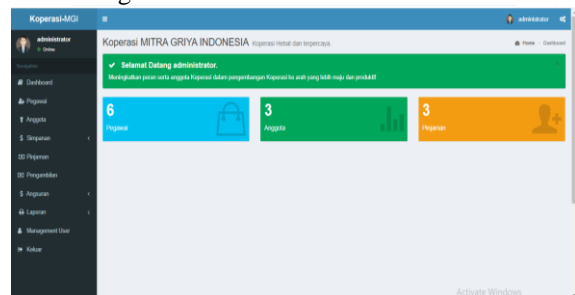 Koperasi-MGI
administrator
administrator
Online
Koperasi MITRA GRIYA INDONESIA Koperasi Hebat dan terpercaya.
Home Dashboard
Navigation
Selamat Datang administrator.
Meningkatkan peran serta anggota Koperasi dalam pengembangan Koperasi ke arah yang lebih maju dan produktif
Dashboard
Pegawai
Anggota
$ Simpanan
Pinjaman
Pengambilan
$ Angsuran
Laporan
Management User
Keluar
6
Pegawai
3
Anggota
3
Pinjaman
Activate Windows